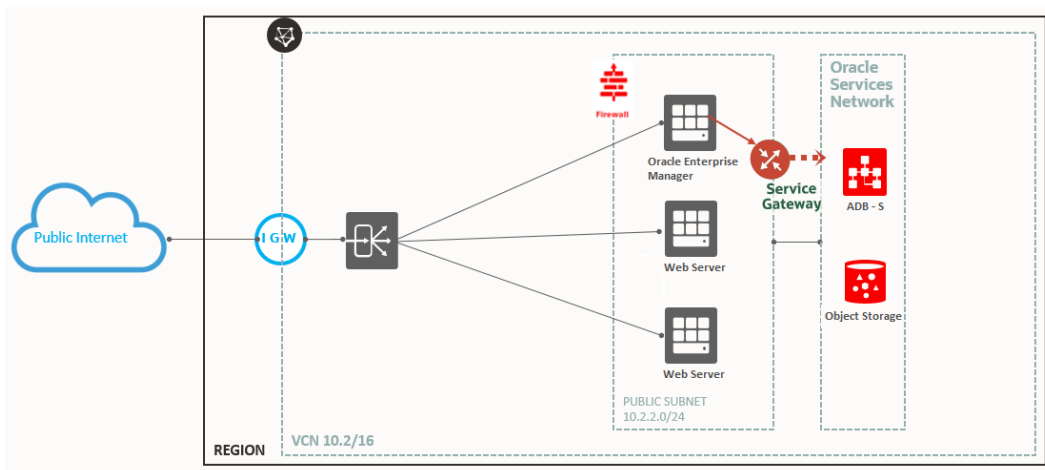 Public Internet
I G W
Firewall
Oracle Enterprise
Manager
Web Server
Web Server
PUBLIC SUBNET
10.2.2.0/24
Service
Gateway
Oracle
Services
Network
ADB - S
Object Storage
VCN 10.2/16
REGION